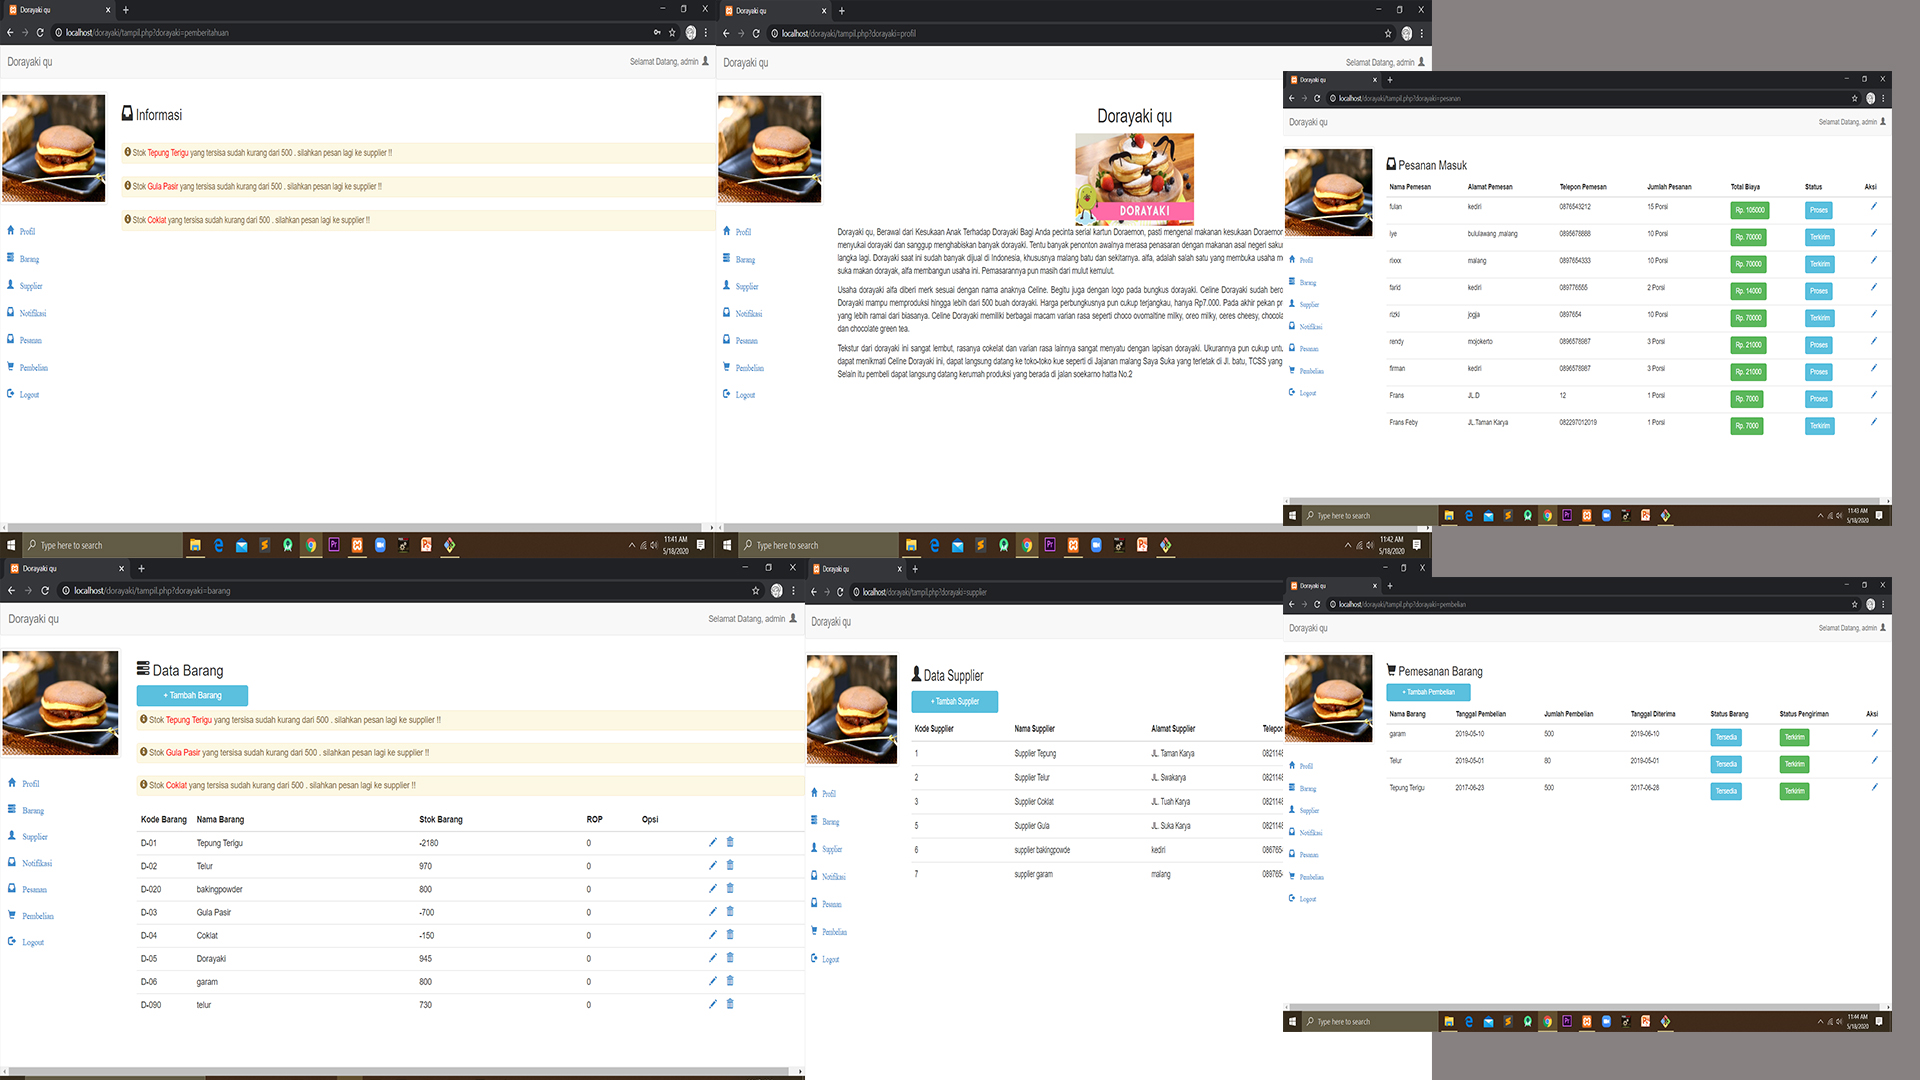 Dorayaki qu
localhost/dorayaki/tampil.php?dorayaki=pemberitahuan
Dorayaki qu
Selamat Datang, admin
Informasi
Stok Tepung Terigu yang tersisa sudah kurang dari 500 . silahkan pesan lagi ke supplier !!
Stok Gula Pasir yang tersisa sudah kurang dari 500 . silahkan pesan lagi ke supplier !!
Stok Coklat yang tersisa sudah kurang dari 500 . silahkan pesan lagi ke supplier !!
Profil
Barang
Supplier
Notifikasi
Pesanan
Pembelian
Logout
Type here to search
11:41 AM
5/18/2020
Dorayaki qu
localhost/dorayaki/tampil.php?dorayaki=profil
Dorayaki qu
Selamat Datang, admin
Dorayaki qu
DORAYAKI
Dorayaki qu, Berawal dari Kesukaan Anak Terhadap Dorayaki Bagi Anda pecinta serial kartun Doraemon, pasti mengenal makanan kesukaan Doraemon
menyukai dorayaki dan sanggup menghabiskan banyak dorayaki. Tentu banyak penonton awalnya merasa penasaran dengan makanan asal negeri sakur
langka lagi. Dorayaki saat ini sudah banyak dijual di Indonesia, khususnya malang batu dan sekitarnya. alfa, adalah salah satu yang membuka usaha me
suka makan dorayak, alfa membangun usaha ini. Pemasarannya pun masih dari mulut kemulut.
Usaha dorayaki alfa diberi merk sesuai dengan nama anaknya Celine. Begitu juga dengan logo pada bungkus dorayaki. Celine Dorayaki sudah berd
Dorayaki mampu memproduksi hingga lebih dari 500 buah dorayaki. Harga perbungkusnya pun cukup terjangkau, hanya Rp7.000. Pada akhir pekan pr
yang lebih ramai dari biasanya. Celine Dorayaki memiliki berbagai macam varian rasa seperti choco ovomaltine milky, oreo milky, ceres cheesy, chocola
dan chocolate green tea.
Tekstur dari dorayaki ini sangat lembut, rasanya cokelat dan varian rasa lainnya sangat menyatu dengan lapisan dorayaki. Ukurannya pun cukup untu
dapat menikmati Celine Dorayaki ini, dapat langsung datang ke toko-toko kue seperti di Jajanan malang Saya Suka yang terletak di Jl. batu, TCSS yang
Selain itu pembeli dapat langsung datang kerumah produksi yang berada di jalan soekarno hatta No.2
Profil
Barang
Supplier
Notifikasi
Pesanan
Pembelian
Logout
Type here to search
11:42 AM
5/18/2020
Dorayaki qu
localhost/dorayaki/tampil.php?dorayaki=pesanan
Dorayaki qu
Selamat Datang, admin
Pesanan Masuk
Nama Pemesan Alamat Pemesan Telepon Pemesan Jumlah Pesanan Total Biaya Status Aksi
fulan kediri 0876543212 15 Porsi Rp. 105000 Proses
lye bululawang ,malang 0895678888 10 Porsi Rp. 70000 Terkirim
rixxx malang 0897654333 10 Porsi Rp. 70000 Terkirim
farid kediri 089776555 2 Porsi Rp. 14000 Proses
rizki jogja 0897654 10 Porsi Rp. 70000 Terkirim
rendy mojokerto 0896578987 3 Porsi Rp. 21000 Proses
firman kediri 0896578987 3 Porsi Rp. 21000 Proses
Frans JL.D 12 1 Porsi Rp. 7000 Proses
Frans Feby JL.Taman Karya 082297012019 1 Porsi Rp. 7000 Terkirim
Profil
Barang
Supplier
Notifikasi
Pesanan
Pembelian
Logout
Type here to search
11:43 AM
5/18/2020
Dorayaki qu
localhost/dorayaki/tampil.php?dorayaki=barang
Dorayaki qu
Selamat Datang, admin
Data Barang
+ Tambah Barang
Stok Tepung Terigu yang tersisa sudah kurang dari 500 . silahkan pesan lagi ke supplier !!
Stok Gula Pasir yang tersisa sudah kurang dari 500 . silahkan pesan lagi ke supplier !!
Stok Coklat yang tersisa sudah kurang dari 500 . silahkan pesan lagi ke supplier !!
Kode Barang Nama Barang Stok Barang ROP Opsi
D-01 Tepung Terigu -2180 0
D-02 Telur 970 0
D-020 bakingpowder 800 0
D-03 Gula Pasir -700 0
D-04 Coklat -150 0
D-05 Dorayaki 945 0
D-06 garam 800 0
D-090 telur 730 0
Profil
Barang
Supplier
Notifikasi
Pesanan
Pembelian
Logout
Dorayaki qu
localhost/dorayaki/tampil.php?dorayaki=supplier
Dorayaki qu
Data Supplier
+ Tambah Supplier
Kode Supplier Nama Supplier Alamat Supplier Telepor
1 Supplier Tepung JL. Taman Karya 082114
2 Supplier Telur JL. Swakarya 082114
3 Supplier Coklat JL. Tuah Karya 082114
5 Supplier Gula JL. Suka Karya 082114
6 supplier bakingpowde kediri 08676
7 supplier garam malang 08976
Profil
Barang
Supplier
Notifikasi
Pesanan
Pembelian
Logout
Dorayaki qu
localhost/dorayaki/tampil.php?dorayaki=pembelian
Dorayaki qu
Selamat Datang, admin
Pemesanan Barang
+ Tambah Pembelian
Nama Barang Tanggal Pembelian Jumlah Pembelian Tanggal Diterima Status Barang Status Pengiriman Aksi
garam 2019-05-10 500 2019-06-10 Tersedia Terkirim
Telur 2019-05-01 80 2019-05-01 Tersedia Terkirim
Tepung Terigu 2017-06-23 500 2017-06-28 Tersedia Terkirim
Profil
Barang
Supplier
Notifikasi
Pesanan
Pembelian
Logout
Type here to search
11:44 AM
5/18/2020